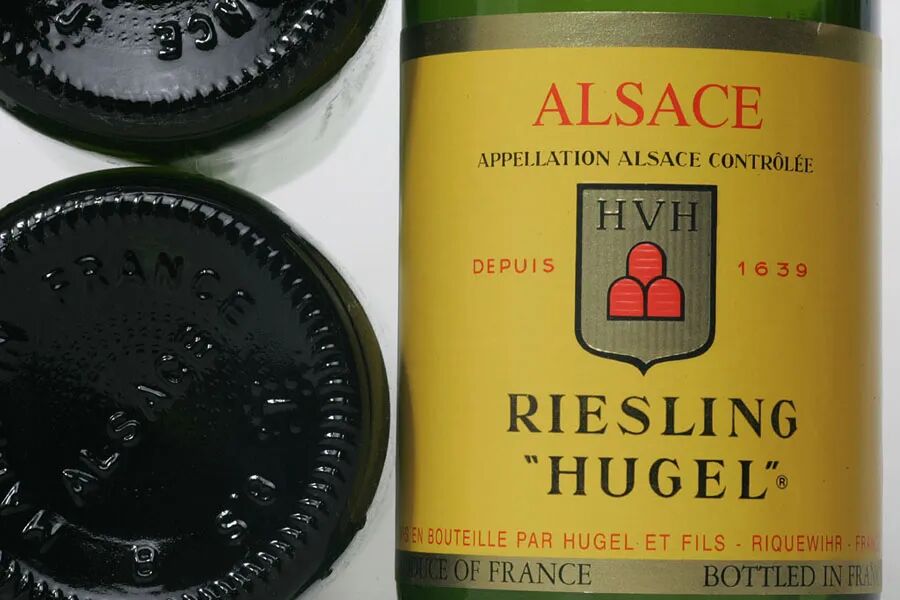 ALSACE
APPELLATION ALSACE CONTRÔLÉE
HVH
DEPUIS 1639
RIESLING
"HUGEL"®
EN BOUTEILLE PAR HUGEL ET FILS - RIQUEWIHR -
OF FRANCE BOTTLED IN
FRANCE
ALSACE